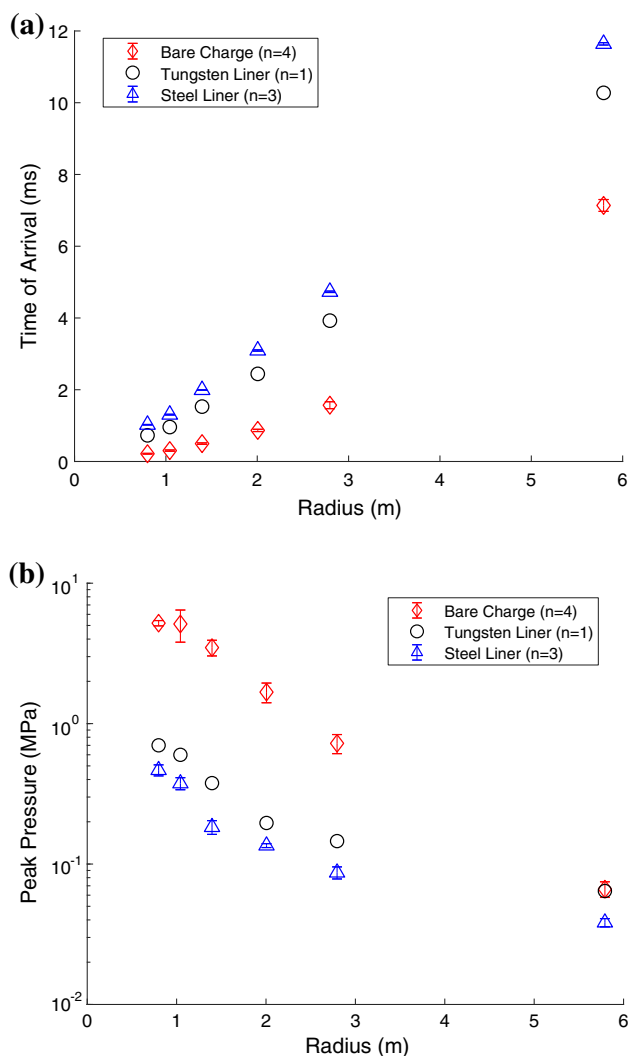 (a)
12
10
8
6
4
2
0
Time of Arrival (ms)
Bare Charge (n=4)
Tungsten Liner (n=1)
Steel Liner (n=3)
0 1 2 3 4 5 6
Radius (m)
(b)
10^1
10^0
10^-1
10^-2
Peak Pressure (MPa)
Bare Charge (n=4)
Tungsten Liner (n=1)
Steel Liner (n=3)
0 1 2 3 4 5 6
Radius (m)